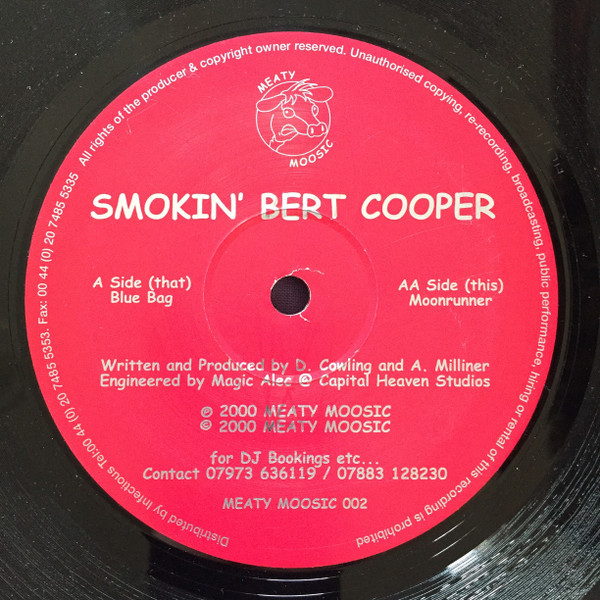 MEATY
MOOSIC
SMOKIN' BERT COOPER
A Side (that)
Blue Bag
AA Side (this)
Moonrunner
Written and Produced by D. Cowling and A. Milliner
Engineered by Magic Alec @ Capital Heaven Studios
℗ 2000 MEATY MOOSIC
© 2000 MEATY MOOSIC
for DJ Bookings etc...
Contact 07973 636119 / 07883 128230
MEATY MOOSIC 002
Distributed by Infectious Tel:00 44 (0) 20 7485 5353. Fax: 00 44 (0) 20 7485 5335 All rights of the producer & copyright owner reserved. Unauthorised copying, re-recording, broadcasting, public performance, hiring or rental of this recording is prohibited